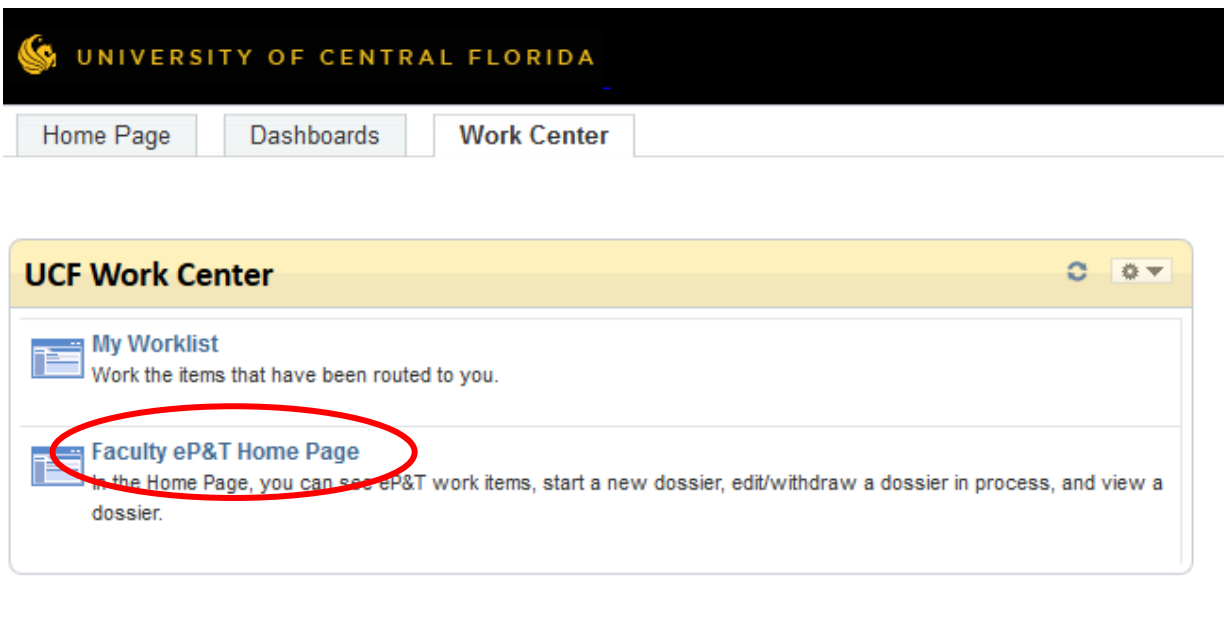 UNIVERSITY OF CENTRAL FLORIDA
Home Page Dashboards Work Center
UCF Work Center
My Worklist
Work the items that have been routed to you.
Faculty eP&T Home Page
In the Home Page, you can see eP&T work items, start a new dossier, edit/withdraw a dossier in process, and view a
dossier.